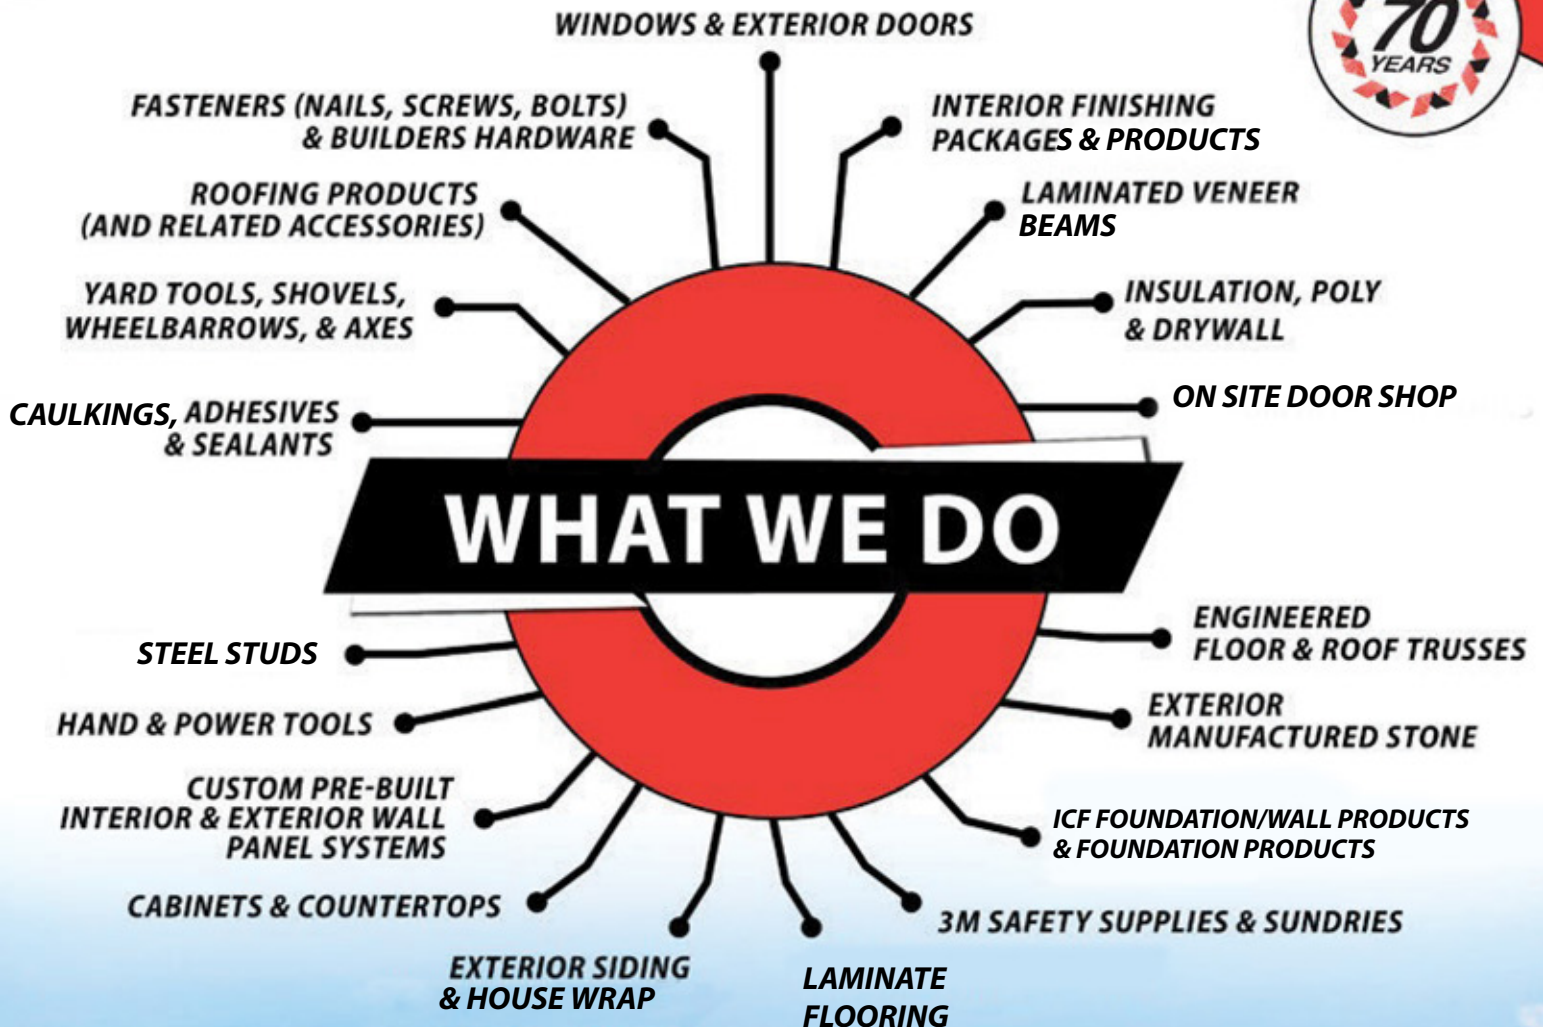 70
YEARS
WINDOWS & EXTERIOR DOORS
FASTENERS (NAILS, SCREWS, BOLTS)
& BUILDERS HARDWARE
INTERIOR FINISHING
PACKAGES & PRODUCTS
ROOFING PRODUCTS
(AND RELATED ACCESSORIES)
LAMINATED VENEER
BEAMS
YARD TOOLS, SHOVELS,
WHEELBARROWS, & AXES
INSULATION, POLY
& DRYWALL
CAULKINGS, ADHESIVES
& SEALANTS
ON SITE DOOR SHOP
WHAT WE DO
STEEL STUDS
ENGINEERED
FLOOR & ROOF TRUSSES
HAND & POWER TOOLS
EXTERIOR
MANUFACTURED STONE
CUSTOM PRE-BUILT
INTERIOR & EXTERIOR WALL
PANEL SYSTEMS
ICF FOUNDATION/WALL PRODUCTS
& FOUNDATION PRODUCTS
CABINETS & COUNTERTOPS
3M SAFETY SUPPLIES & SUNDRIES
EXTERIOR SIDING
& HOUSE WRAP
LAMINATE
FLOORING